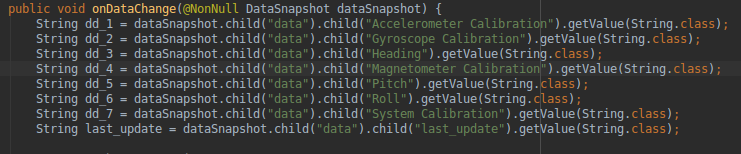 public void onDataChange(@NonNull DataSnapshot dataSnapshot) {
String dd_1 = dataSnapshot.child("data").child("Accelerometer Calibration").getValue(String.class);
String dd_2 = dataSnapshot.child("data").child("Gyroscope Calibration").getValue(String.class);
String dd_3 = dataSnapshot.child("data").child("Heading").getValue(String.class);
String dd_4 = dataSnapshot.child("data").child("Magnetometer Calibration").getValue(String.class);
String dd_5 = dataSnapshot.child("data").child("Pitch").getValue(String.class);
String dd_6 = dataSnapshot.child("data").child("Roll").getValue(String.class);
String dd_7 = dataSnapshot.child("data").child("System Calibration").getValue(String.class);
String last_update = dataSnapshot.child("data").child("last_update").getValue(String.class);